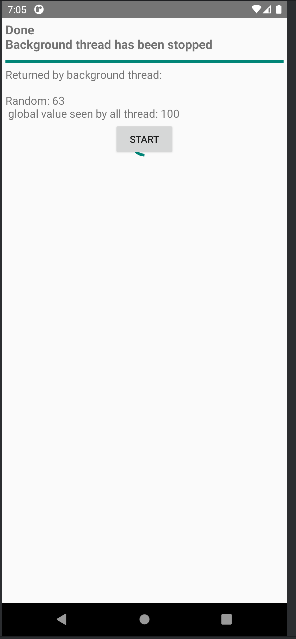 7:05
Done
Background thread has been stopped
Returned by background thread:
Random: 63
global value seen by all thread: 100
START